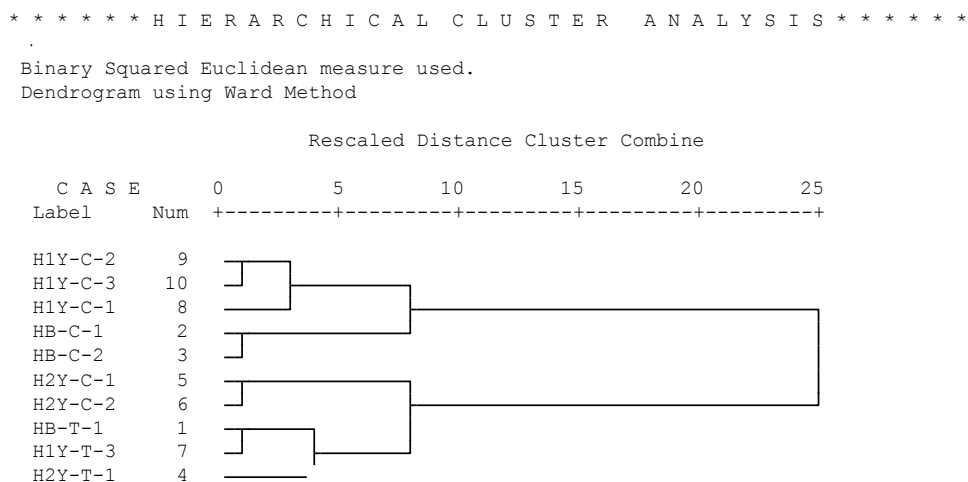 * * * * * * H I E R A R C H I C A L  C L U S T E R   A N A L Y S I S * * * * * *
.
Binary Squared Euclidean measure used.
Dendrogram using Ward Method
Rescaled Distance Cluster Combine
C A S E 0 5 10 15 20 25
Label Num +---------+---------+---------+---------+---------+
H1Y-C-2 9
H1Y-C-3 10
H1Y-C-1 8
HB-C-1 2
HB-C-2 3
H2Y-C-1 5
H2Y-C-2 6
HB-T-1 1
H1Y-T-3 7
H2Y-T-1 4